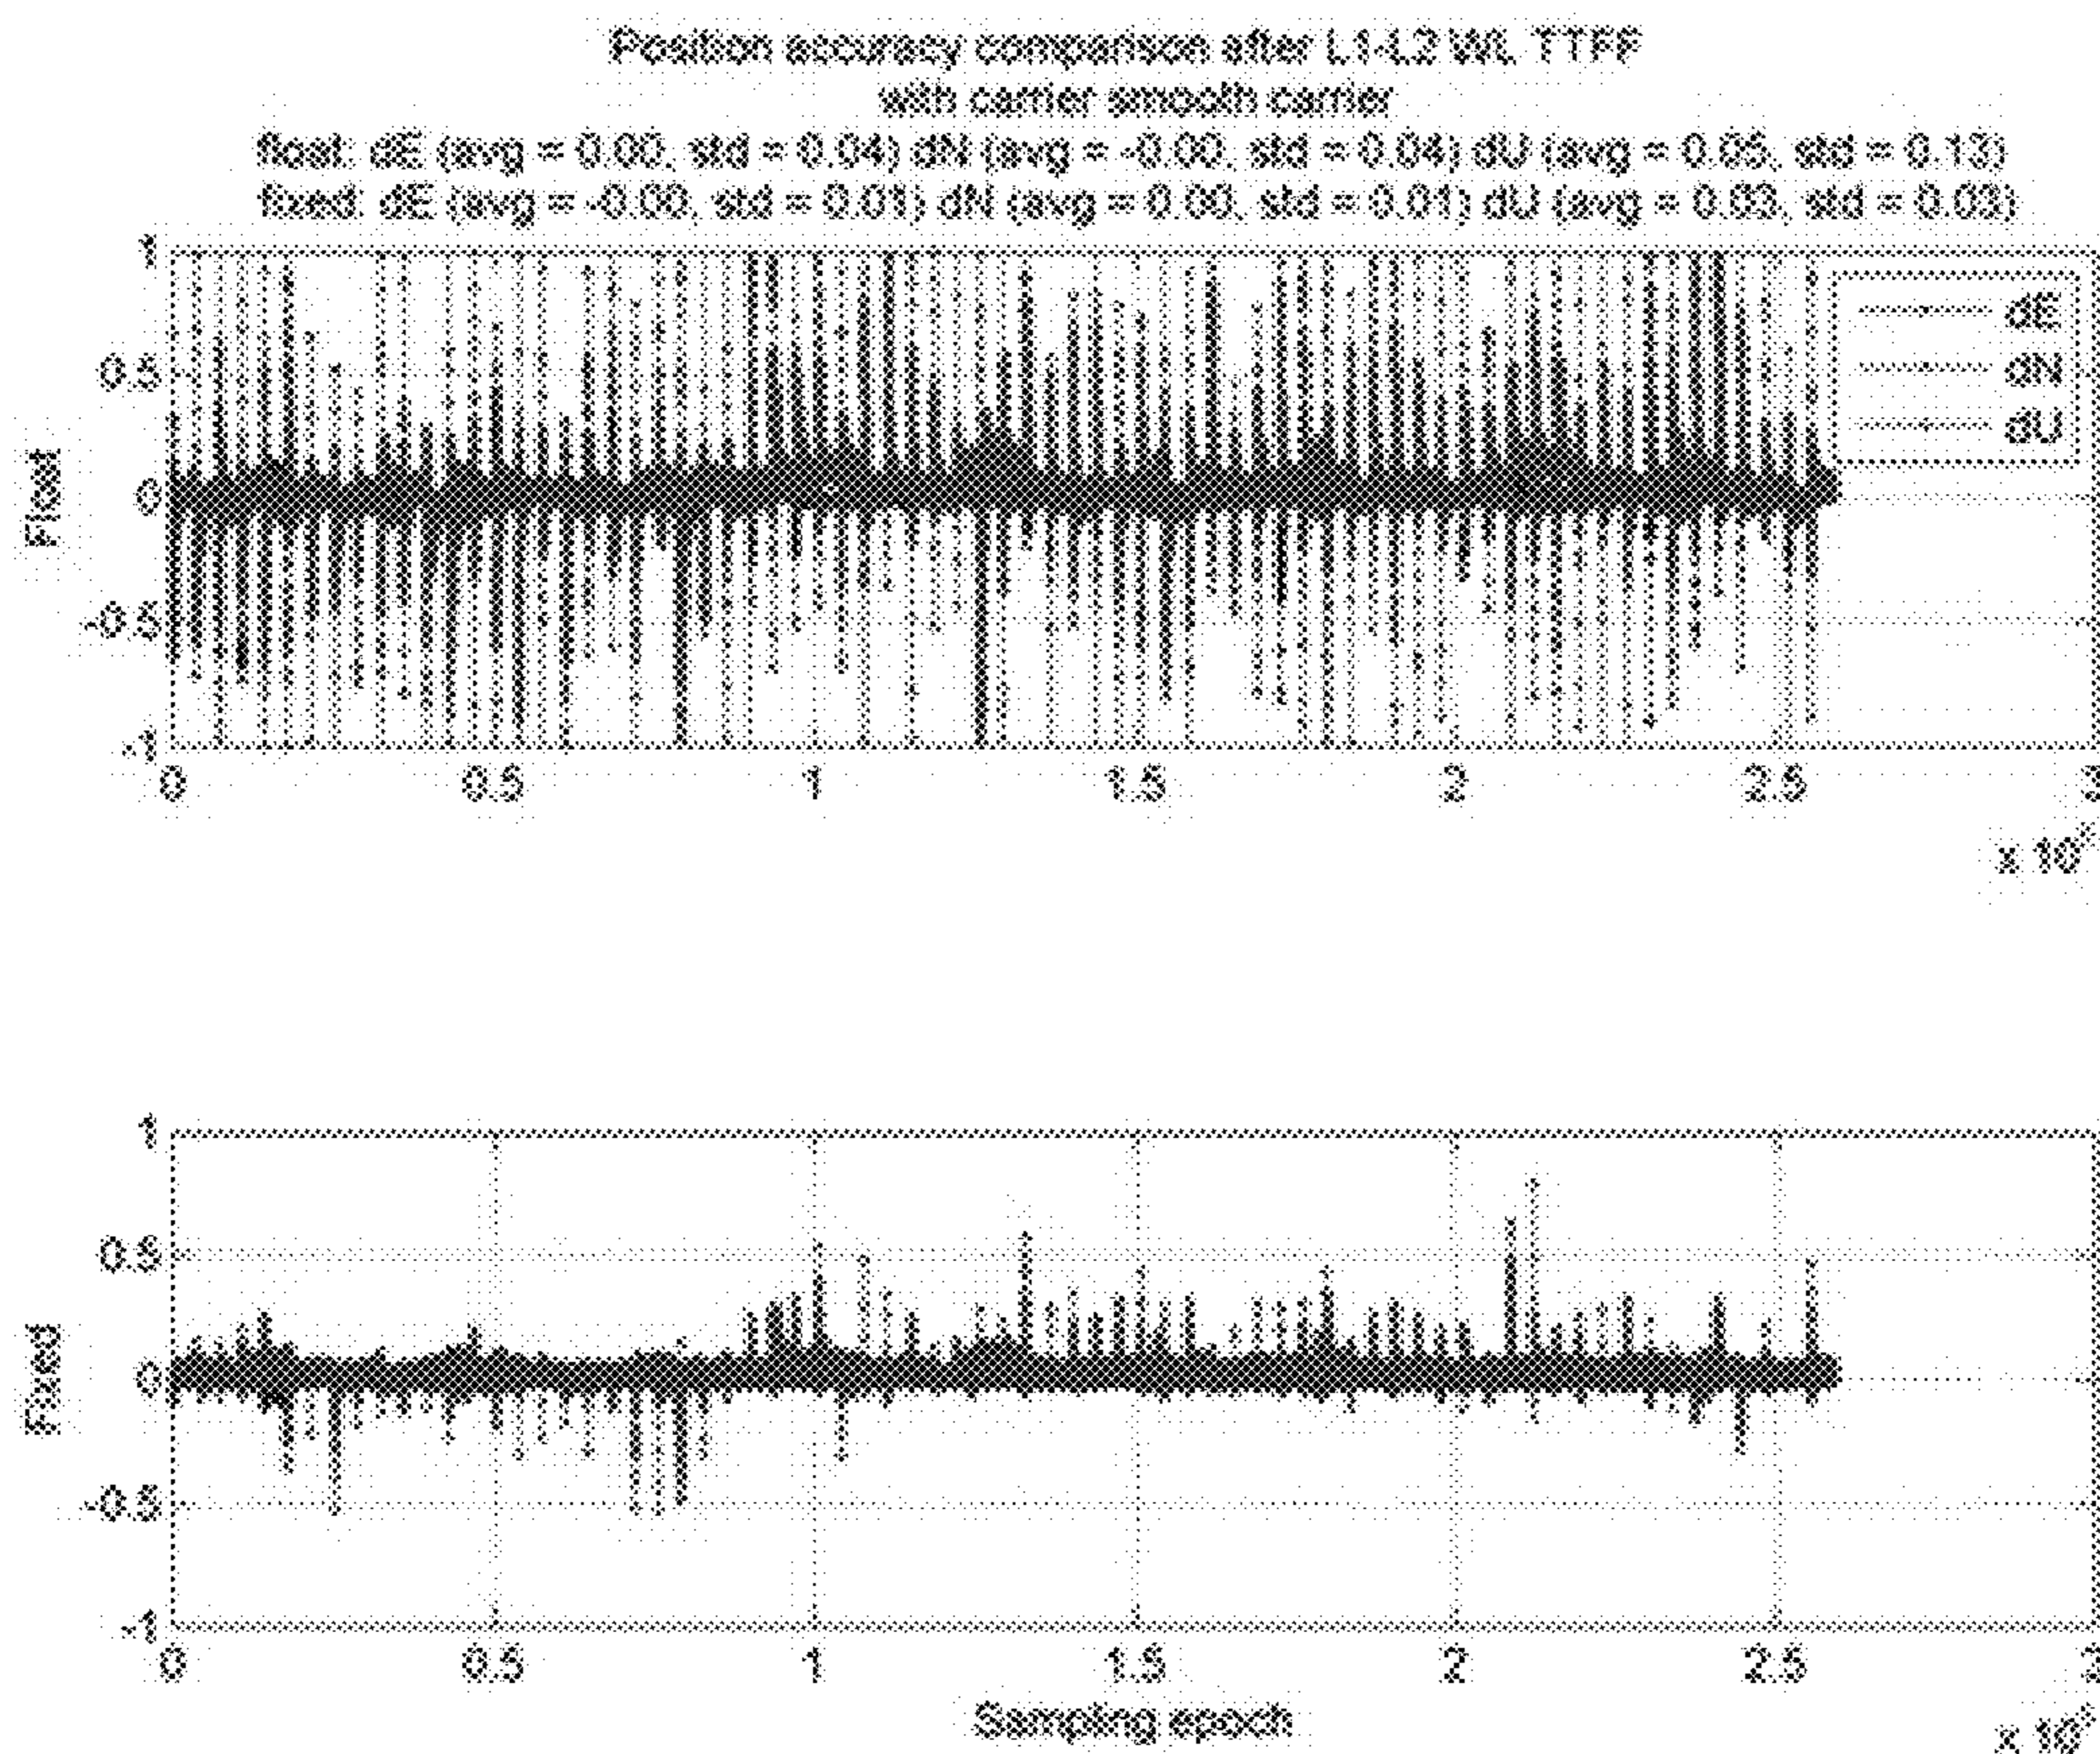 Position accuracy comparison after L1-L2 WL TTFF
with carrier smooth carrier
float: dE (avg = 0.00, std = 0.04) dN (avg = -0.00, std = 0.04) dU (avg = 0.05, std = 0.13)
fixed: dE (avg = -0.00, std = 0.01) dN (avg = 0.00, std = 0.01) dU (avg = 0.03, std = 0.03)
1
0.5
0
-0.5
-1
Float
dE
dN
dU
0 0.5 1 1.5 2 2.5 3
x 10
1
0.5
0
-0.5
-1
Fixed
0 0.5 1 1.5 2 2.5 3
Sampling epoch
x 10